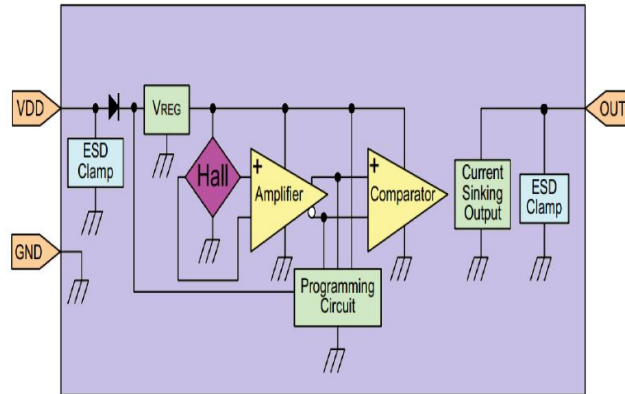 VDD
ESD
Clamp
VREG
Hall
+
Amplifier
+
Comparator
Current
Sinking
Output
ESD
Clamp
OUT
GND
Programming
Circuit